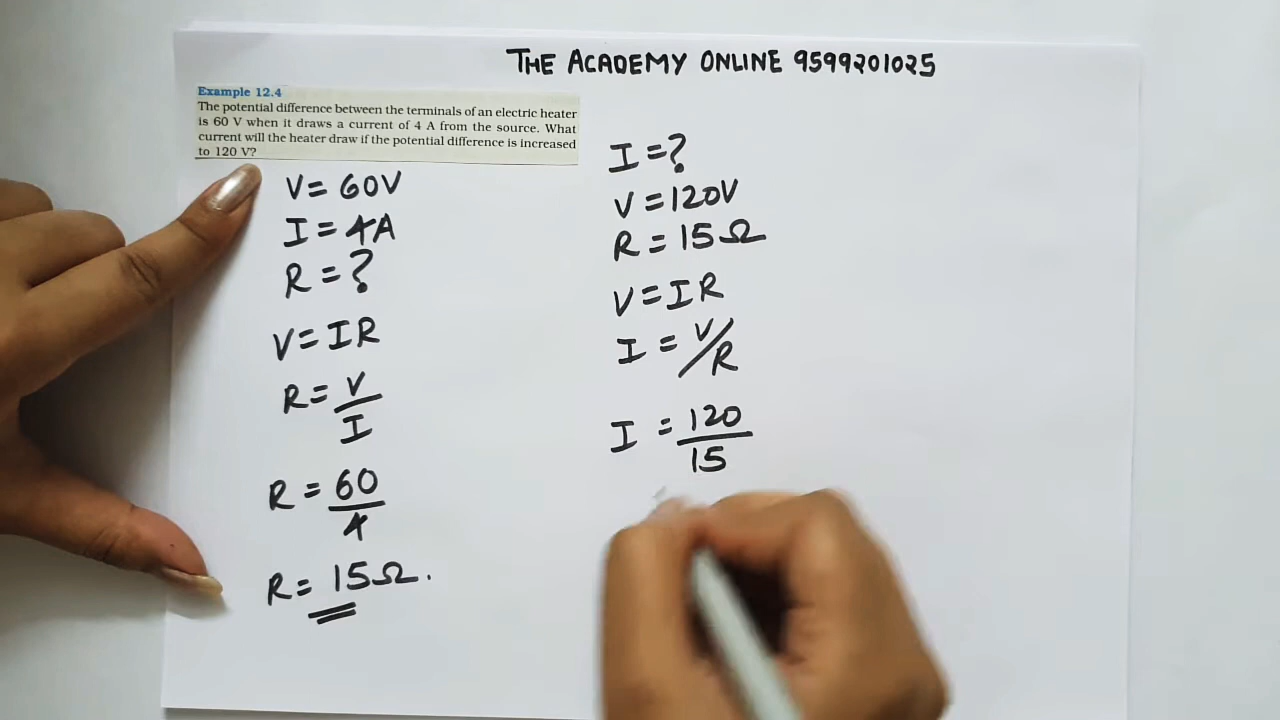 THE ACADEMY ONLINE 9599201025
Example 12.4
The potential difference between the terminals of an electric heater
is 60 V when it draws a current of 4 A from the source. What
current will the heater draw if the potential difference is increased
to 120 V?
V = 60V
I = 4A
R = ?
V = IR
R = V/I
R = 60/4
R = 15Ω.
I = ?
V = 120V
R = 15Ω
V = IR
I = V/R
I = 120/15